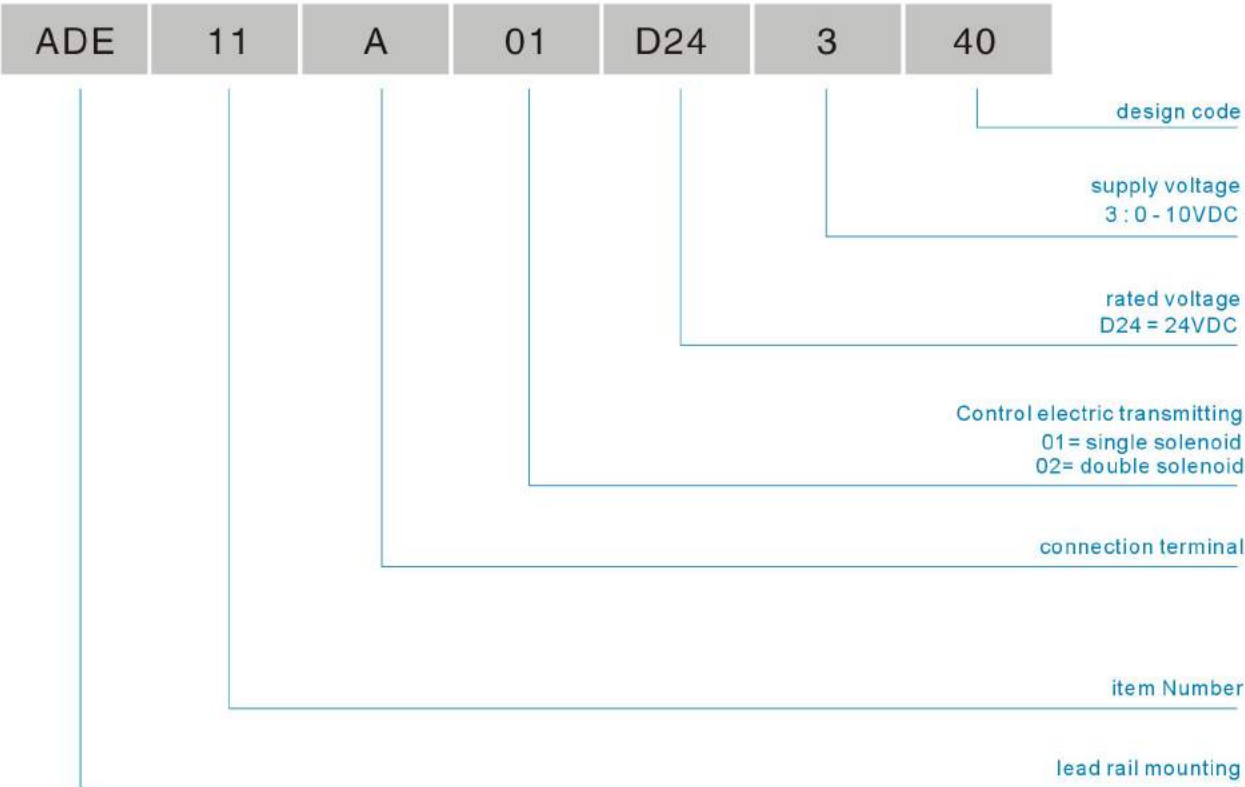 ADE 11 A 01 D24 3 40
design code
supply voltage
3 : 0 - 10VDC
rated voltage
D24 = 24VDC
Control electric transmitting
01= single solenoid
02= double solenoid
connection terminal
item Number
lead rail mounting